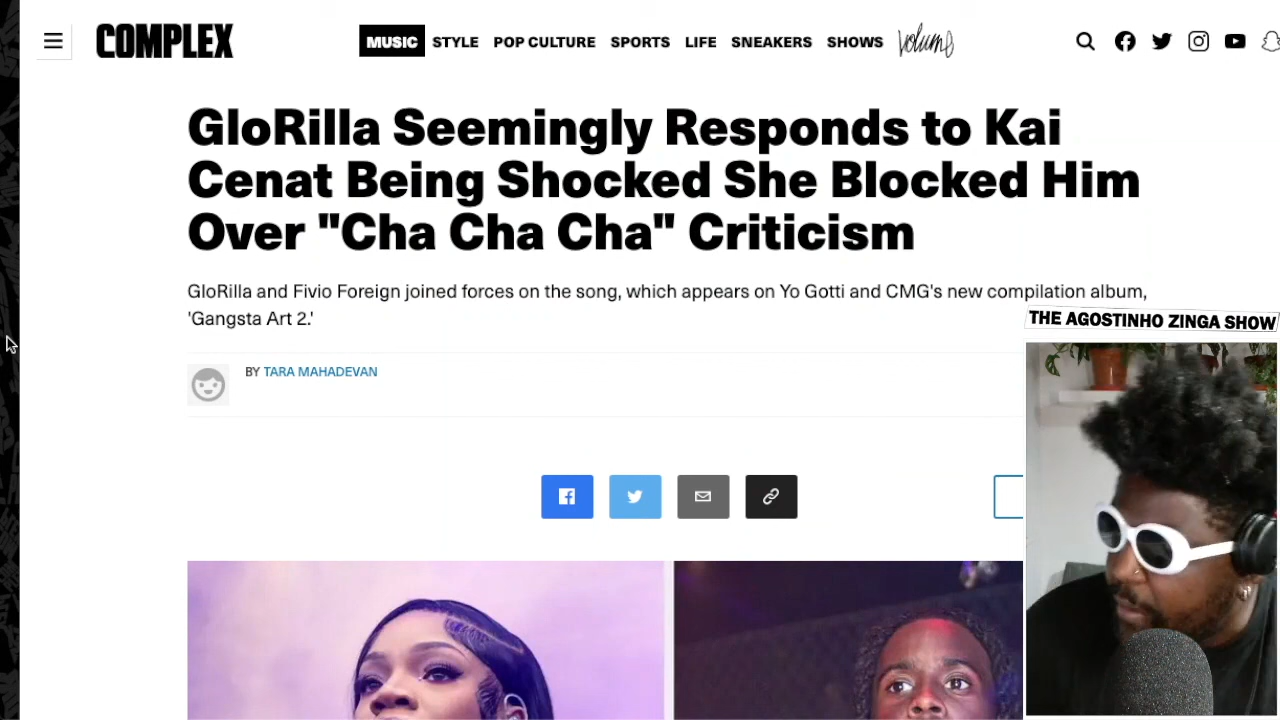 COMPLEX
MUSIC STYLE POP CULTURE SPORTS LIFE SNEAKERS SHOWS volume
GloRilla Seemingly Responds to Kai
Cenat Being Shocked She Blocked Him
Over "Cha Cha Cha" Criticism
GloRilla and Fivio Foreign joined forces on the song, which appears on Yo Gotti and CMG's new compilation album,
'Gangsta Art 2.'
THE AGOSTINHO ZINGA SHOW
BY TARA MAHADEVAN